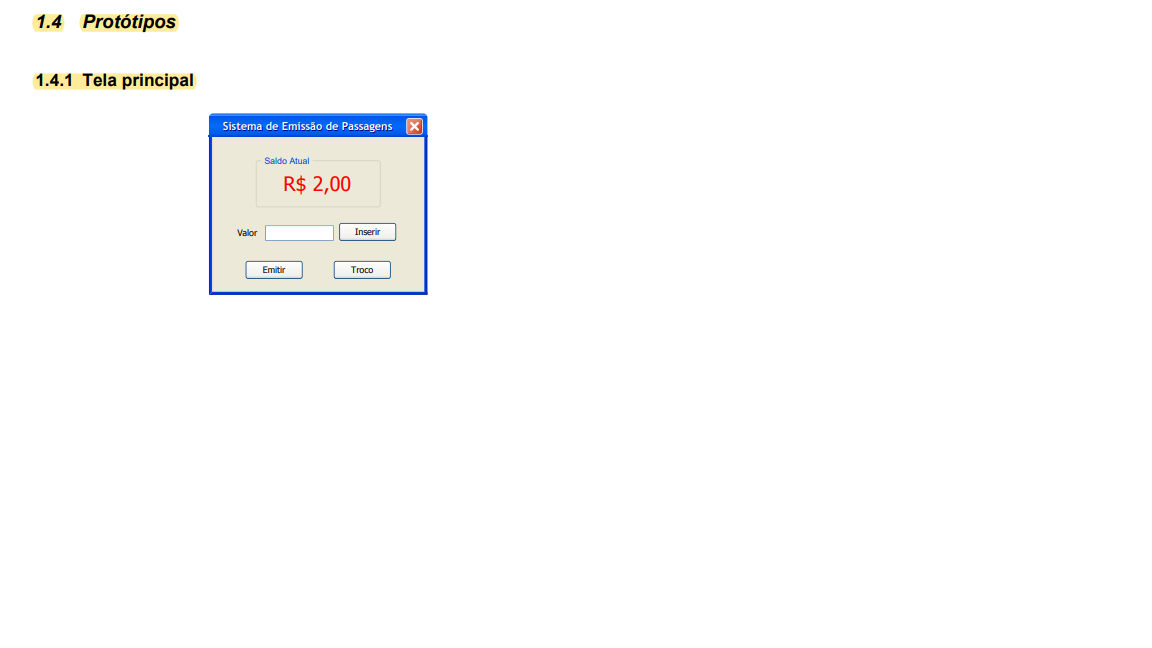 1.4 Protótipos
1.4.1 Tela principal
Sistema de Emissão de Passagens
Saldo Atual
R$ 2,00
Valor Inserir
Emitir Troco